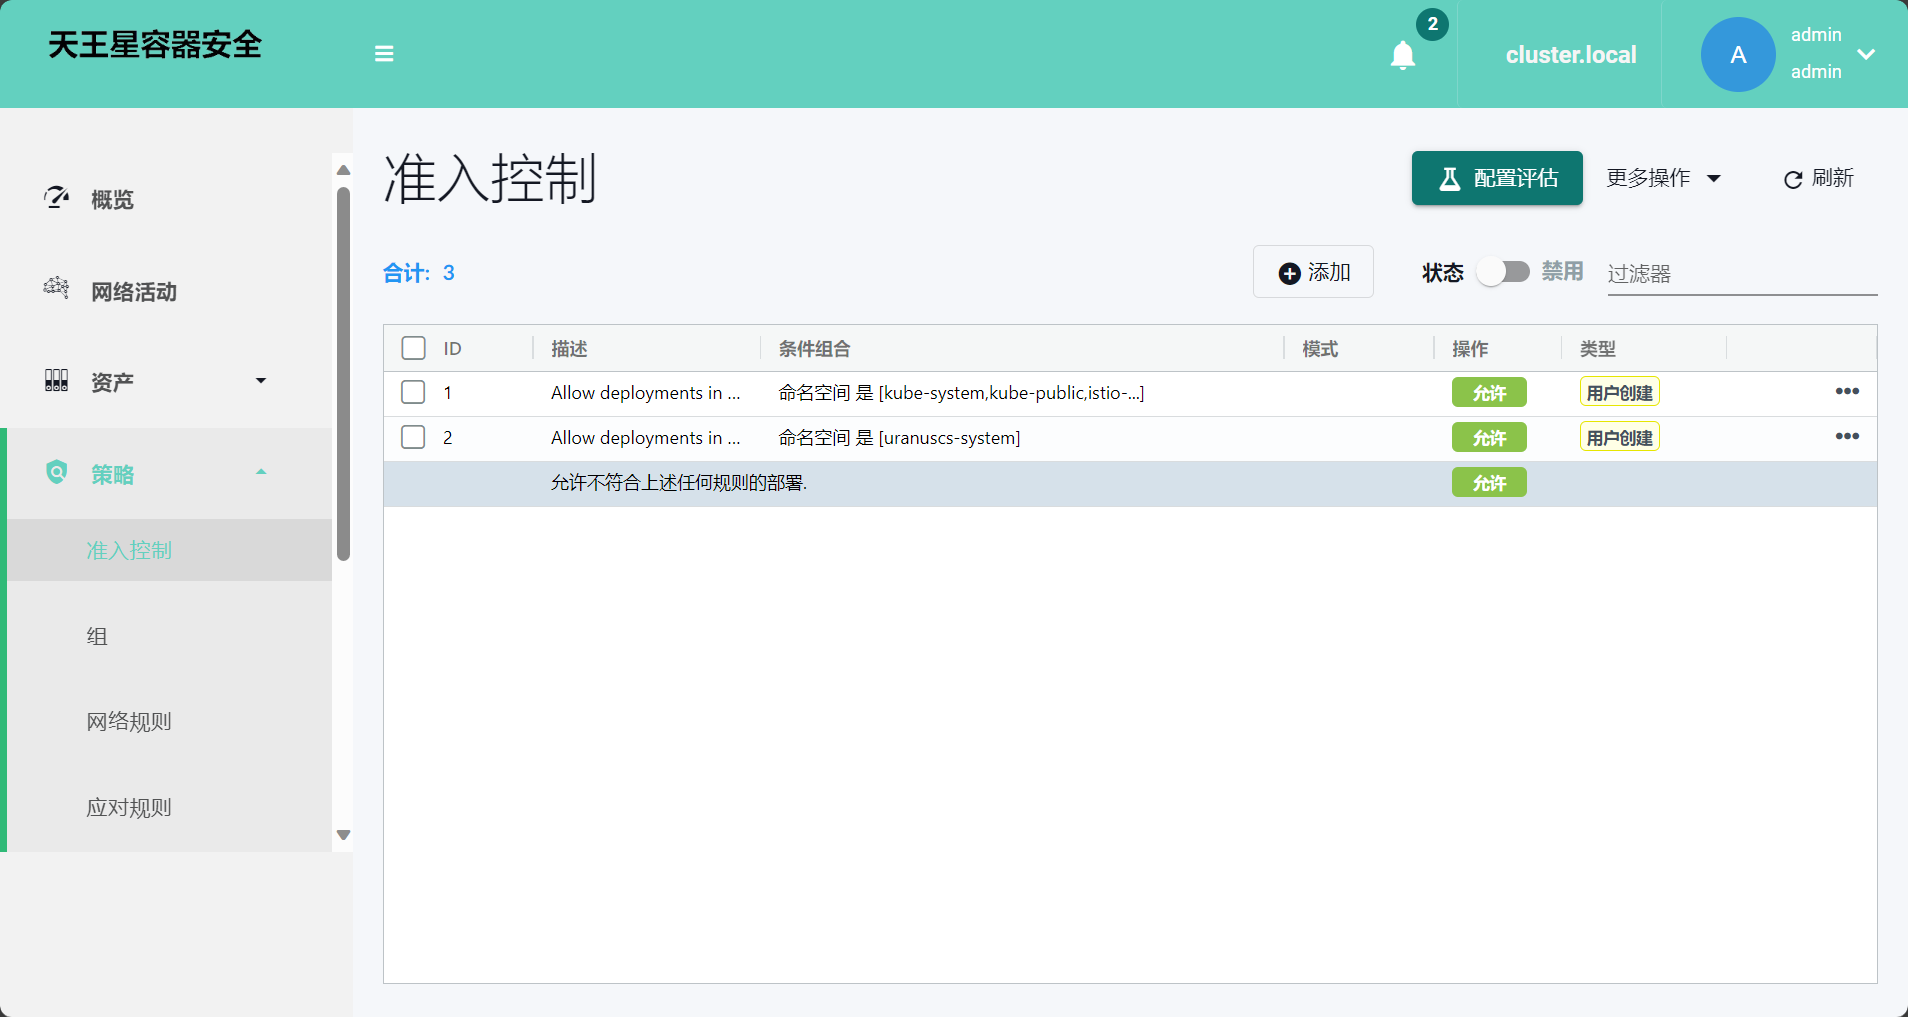 天王星容器安全
2
cluster.local
A
admin
admin
概览
网络活动
资产
策略
准入控制
组
网络规则
应对规则
准入控制
配置评估
更多操作
刷新
合计: 3
添加
状态
禁用
过滤器
ID 描述 条件组合 模式 操作 类型
1 Allow deployments in ... 命名空间 是 [kube-system,kube-public,istio-...] 允许 用户创建
2 Allow deployments in ... 命名空间 是 [uranuscs-system] 允许 用户创建
允许不符合上述任何规则的部署. 允许